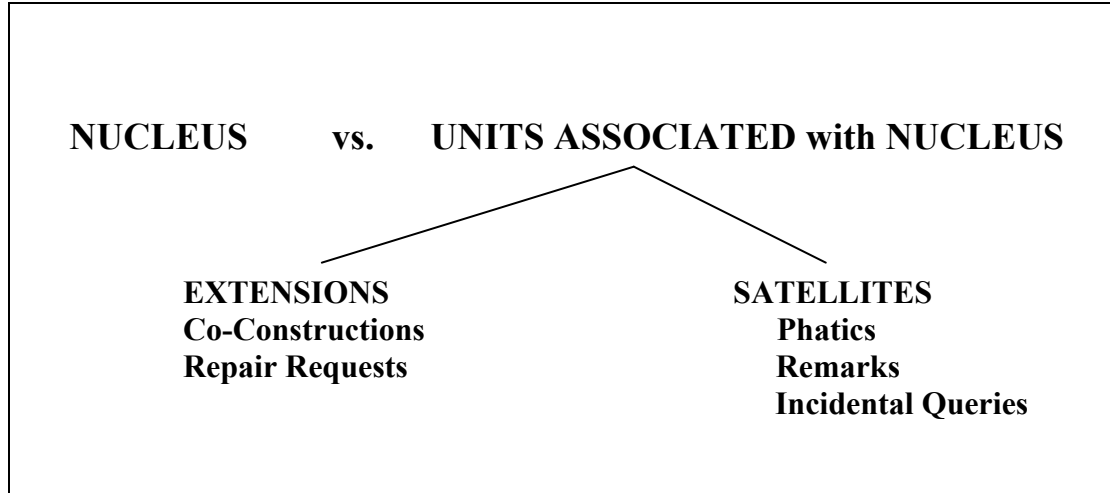 NUCLEUS vs. UNITS ASSOCIATED with NUCLEUS
EXTENSIONS
Co-Constructions
Repair Requests
SATELLITES
Phatics
Remarks
Incidental Queries